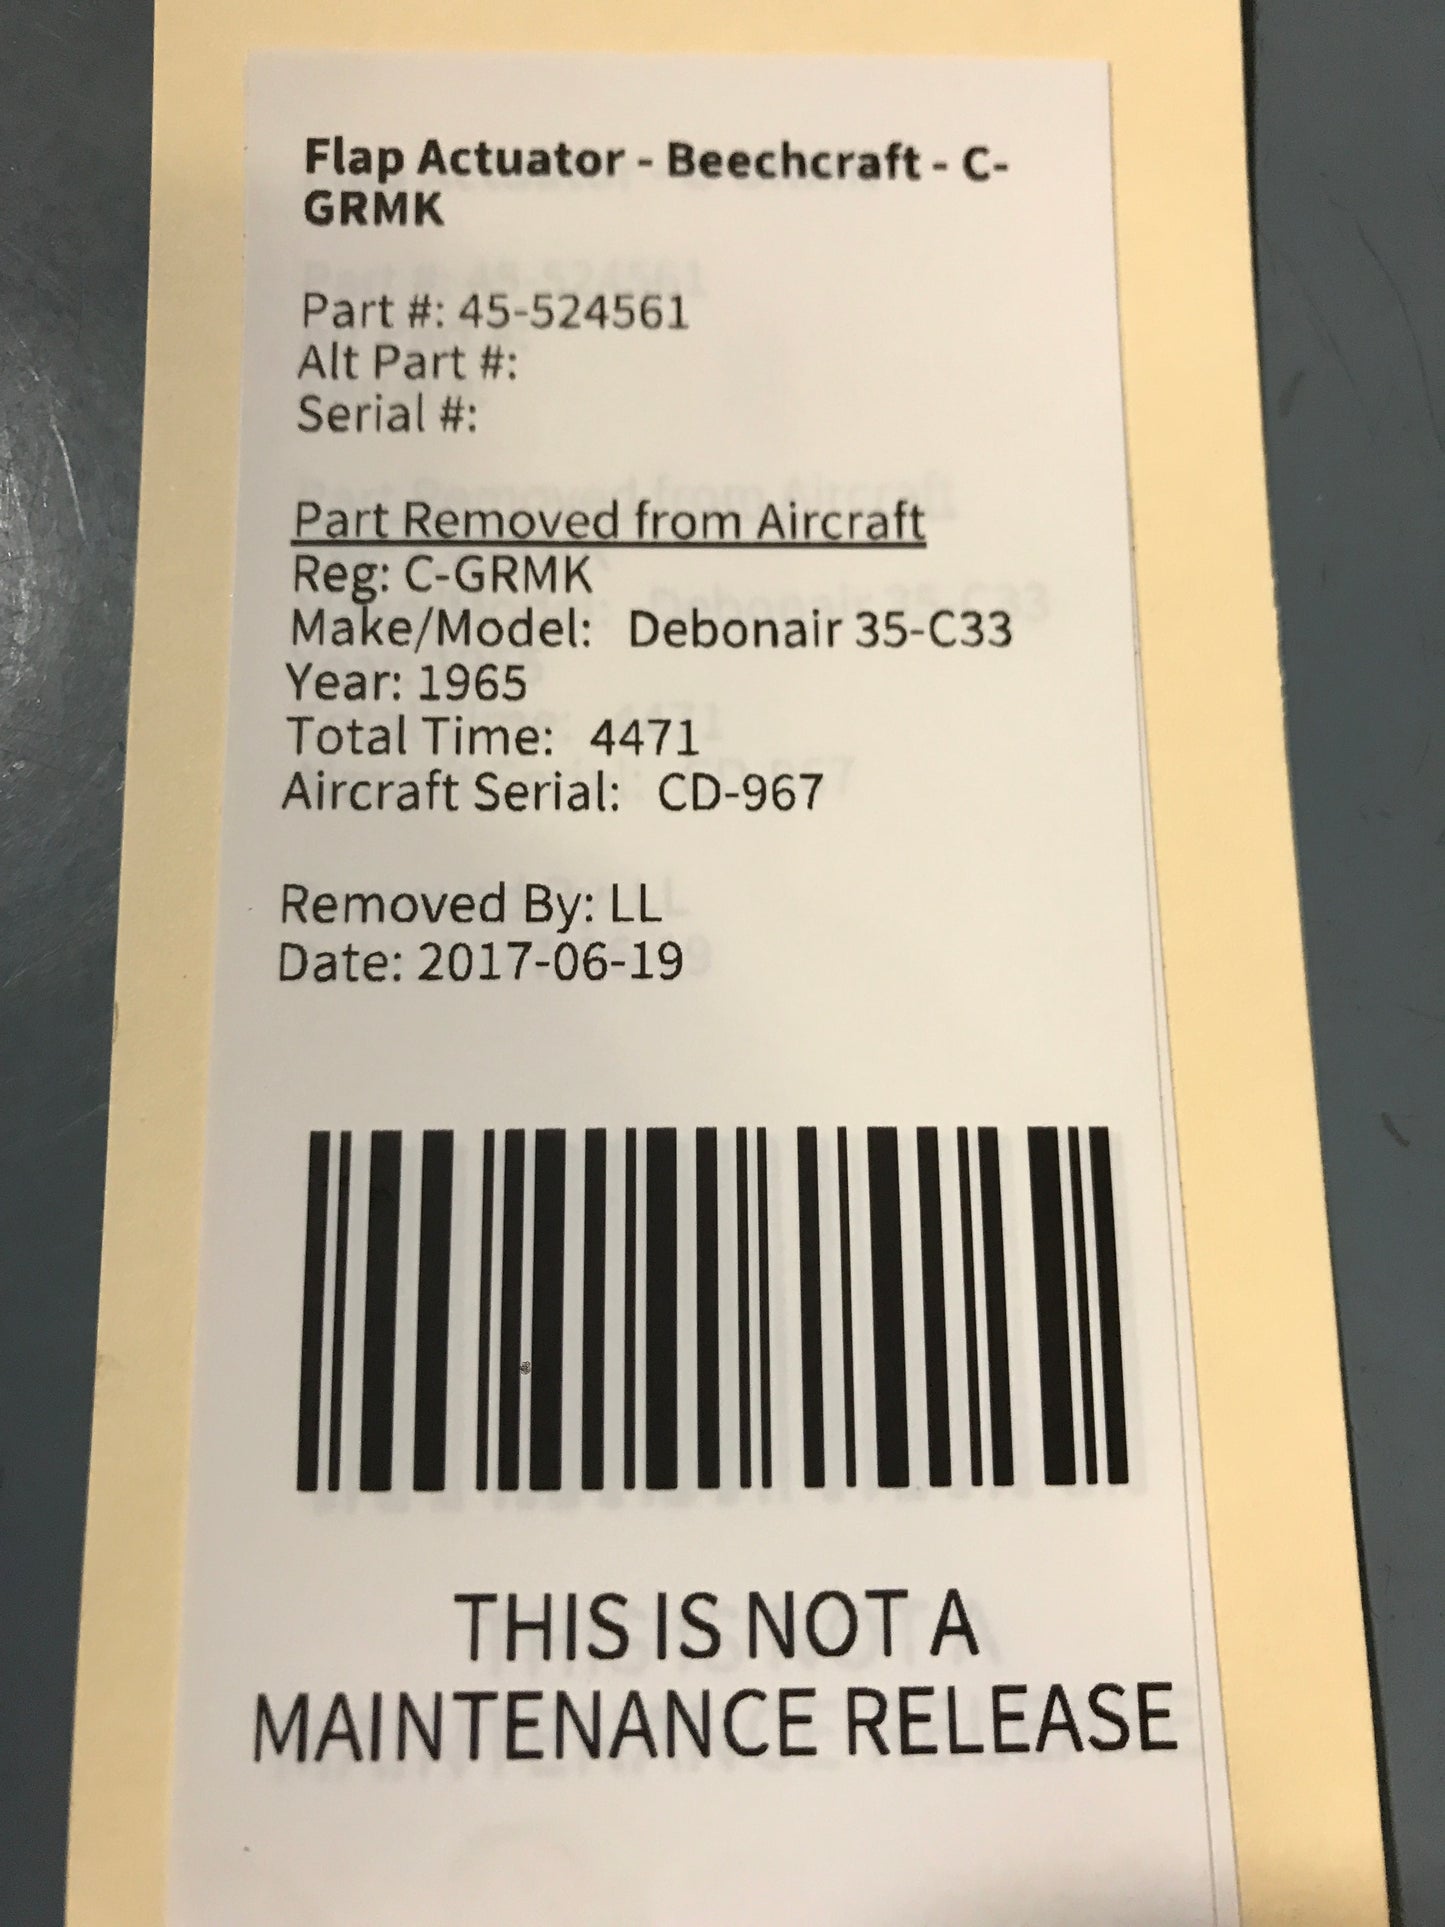 Flap Actuator - Beechcraft - C-
GRMK
Part #: 45-524561
Alt Part #:
Serial #:
Part Removed from Aircraft
Reg: C-GRMK
Make/Model: Debonair 35-C33
Year: 1965
Total Time: 4471
Aircraft Serial: CD-967
Removed By: LL
Date: 2017-06-19
THIS IS NOT A
MAINTENANCE RELEASE